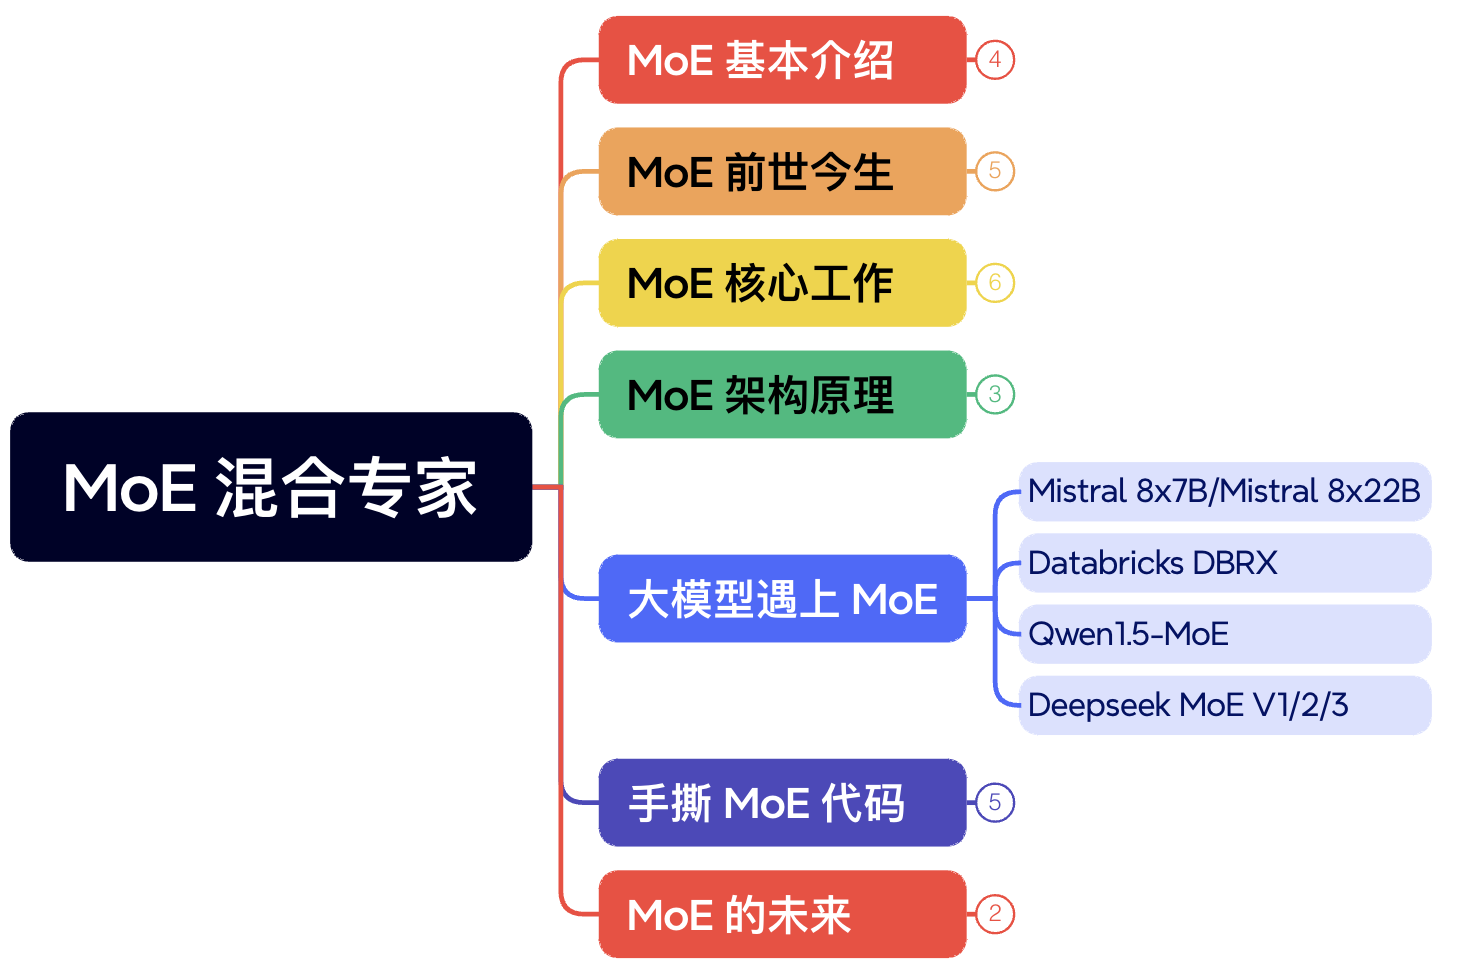 MoE 基本介绍
4
MoE 前世今生
5
MoE 核心工作
6
MoE 架构原理
3
MoE 混合专家
大模型遇上 MoE
Mistral 8x7B/Mistral 8x22B
Databricks DBRX
Qwen1.5-MoE
Deepseek MoE V1/2/3
手撕 MoE 代码
5
MoE 的未来
2